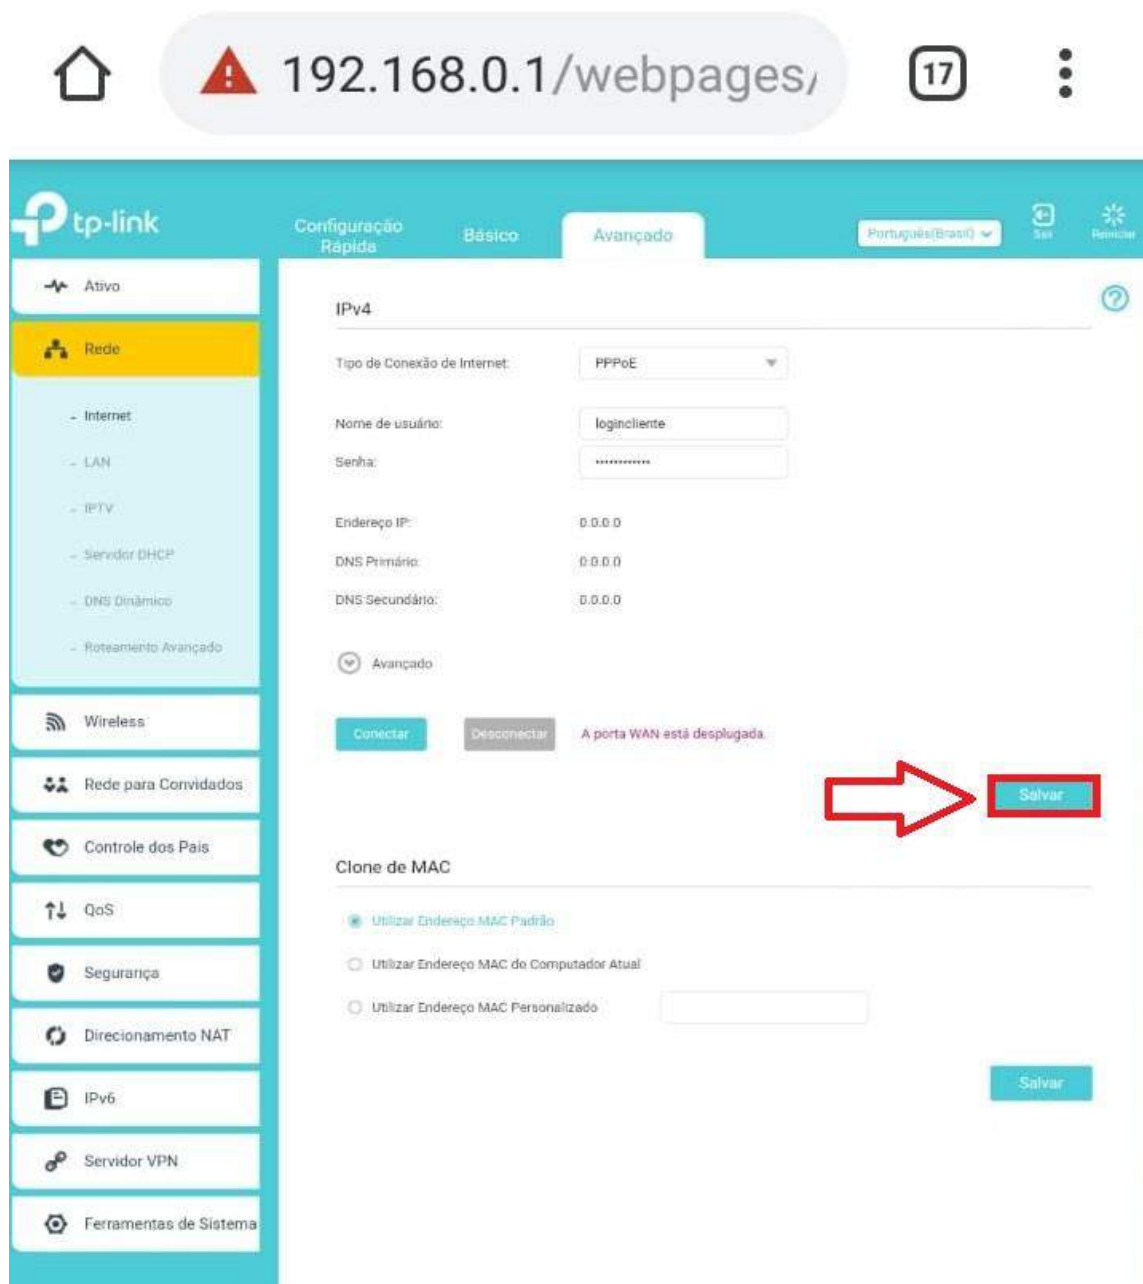 192.168.0.1/webpages/
17
tp-link
Configuração
Rápida
Básico
Avançado
Português(Brasil)
Sair
Reiniciar
Ativo
Rede
- Internet
- LAN
- IPTV
- Servidor DHCP
- DNS Dinâmico
- Roteamento Avançado
Wireless
Rede para Convidados
Controle dos Pais
QoS
Segurança
Direcionamento NAT
IPv6
Servidor VPN
Ferramentas de Sistema
IPv4
Tipo de Conexão de Internet: PPPoE
Nome de usuário: logincliente
Senha: ************
Endereço IP: 0.0.0.0
DNS Primário: 0.0.0.0
DNS Secundário: 0.0.0.0
Avançado
Conectar Desconectar A porta WAN está desplugada.
Salvar
Clone de MAC
Utilizar Endereço MAC Padrão
Utilizar Endereço MAC do Computador Atual
Utilizar Endereço MAC Personalizado
Salvar